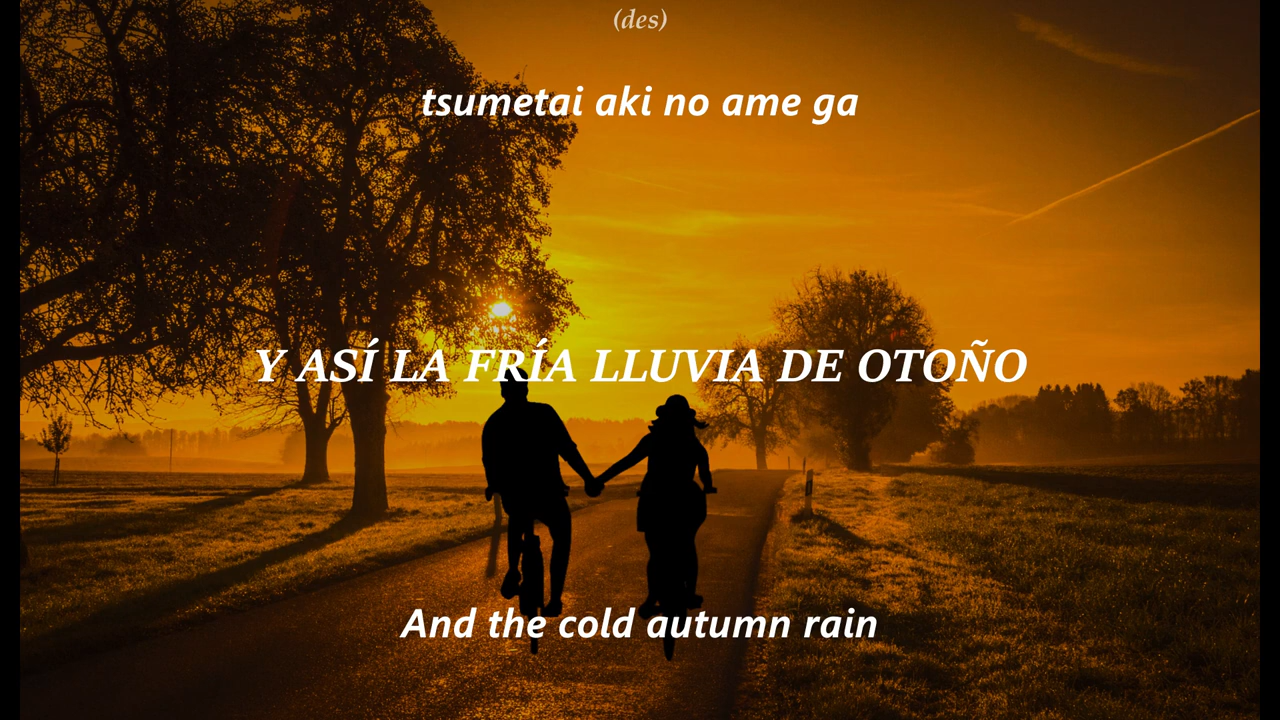 (des)
tsumetai aki no ame ga
Y ASÍ LA FRÍA LLUVIA DE OTOÑO
And the cold autumn rain